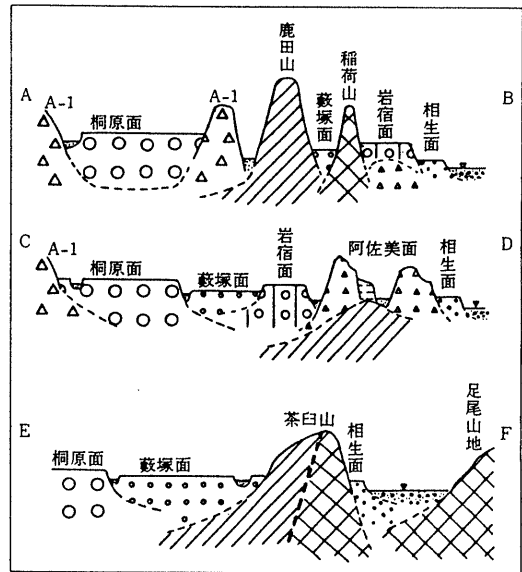 A
A-1
桐原面
A-1
鹿田山
藪塚面
稲荷山
岩宿面
相生面
B
C
A-1
桐原面
藪塚面
岩宿面
阿佐美面
相生面
D
E
桐原面
藪塚面
茶臼山
相生面
足尾山地
F